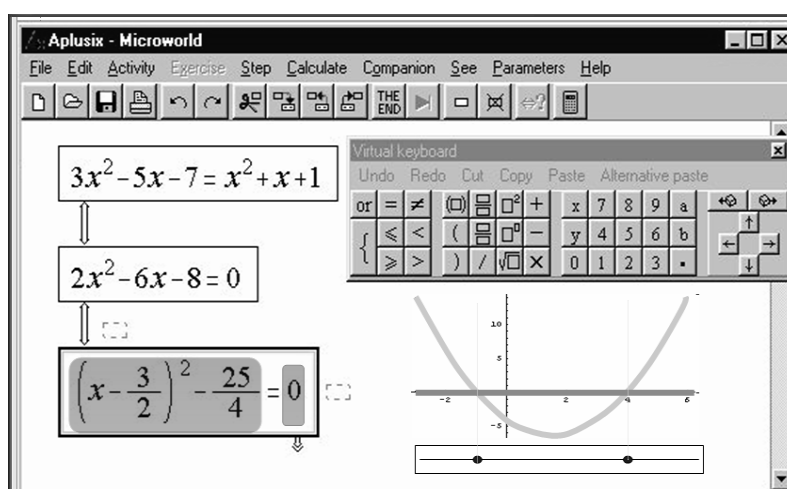 Aplusix - Microworld
File Edit Activity Exercise Step Calculate Companion See Parameters Help
THE END
Virtual keyboard
Undo Redo Cut Copy Paste Alternative paste
or = ≠ (□) □² + x 7 8 9 a
{ ⩽ < ( □□ − y 4 5 6 b
⩾ > ) / √□ × 0 1 2 3 .
3x²−5x−7 = x²+x+1
2x²−6x−8 = 0
(x − 3/2)² − 25/4 = 0
10
5
-2 2 4 6
-5